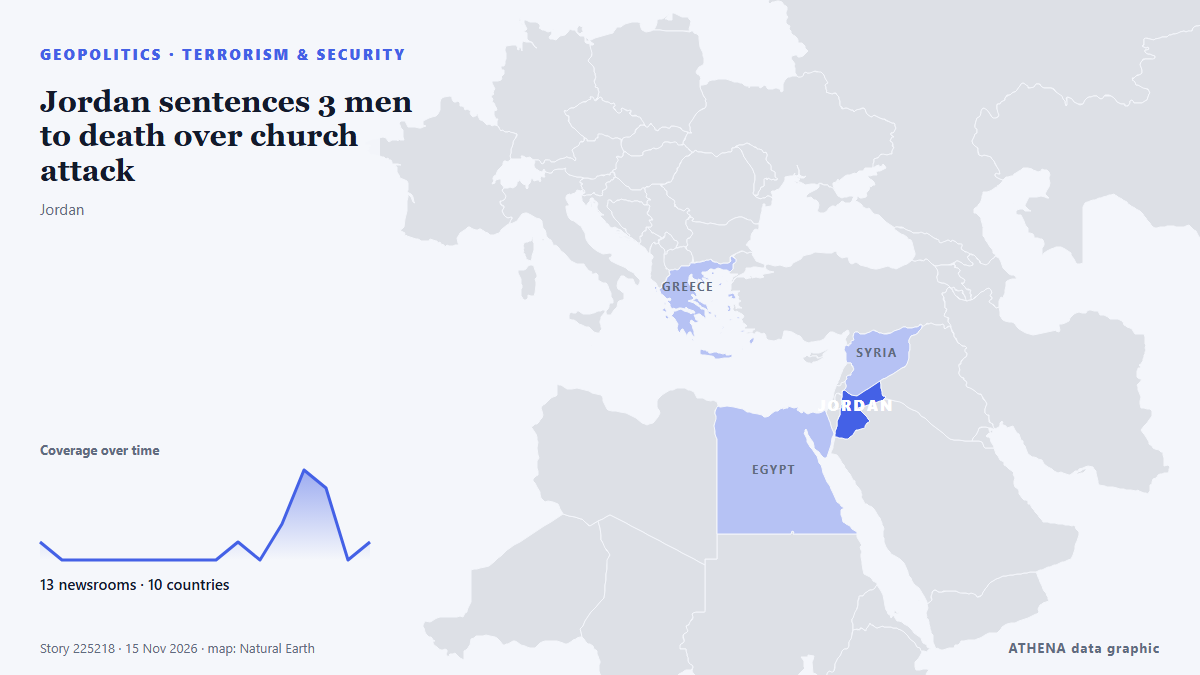 GEOPOLITICS · TERRORISM & SECURITY
Jordan sentences 3 men
to death over church
attack
Jordan
GREECE
SYRIA
JORDAN
EGYPT
Coverage over time
13 newsrooms · 10 countries
Story 225218 · 15 Nov 2026 · map: Natural Earth
ATHENA data graphic